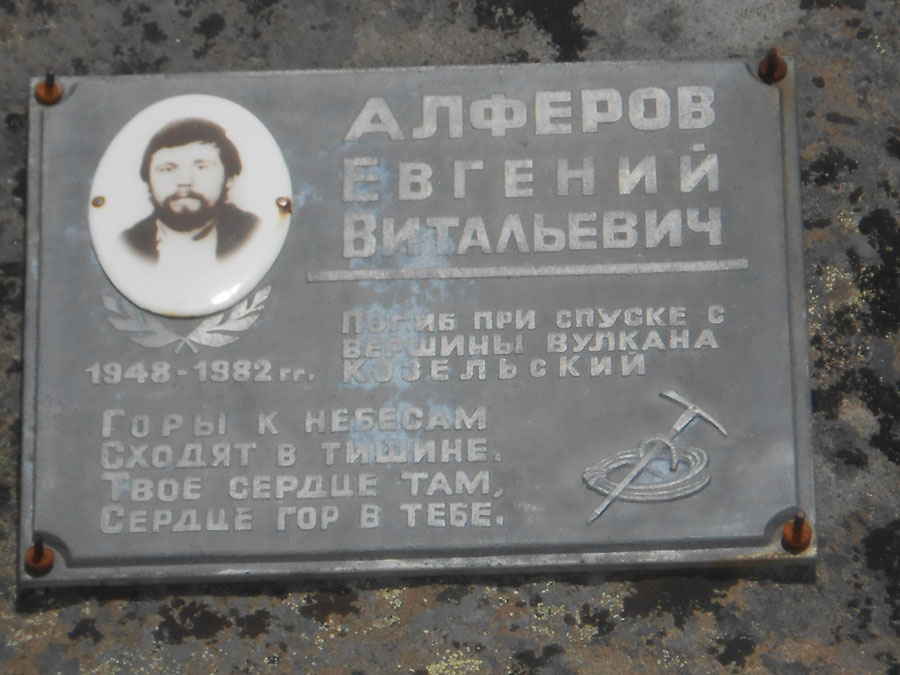 АЛФЕРОВ
ЕВГЕНИЙ
ВИТАЛЬЕВИЧ
ПОГИБ ПРИ СПУСКЕ С
ВЕРШИНЫ ВУЛКАНА
КОЗЕЛЬСКИЙ
1948-1982 гг.
ГОРЫ К НЕБЕСАМ
СХОДЯТ В ТИШИНЕ.
ТВОЕ СЕРДЦЕ ТАМ,
СЕРДЦЕ ГОР В ТЕБЕ.